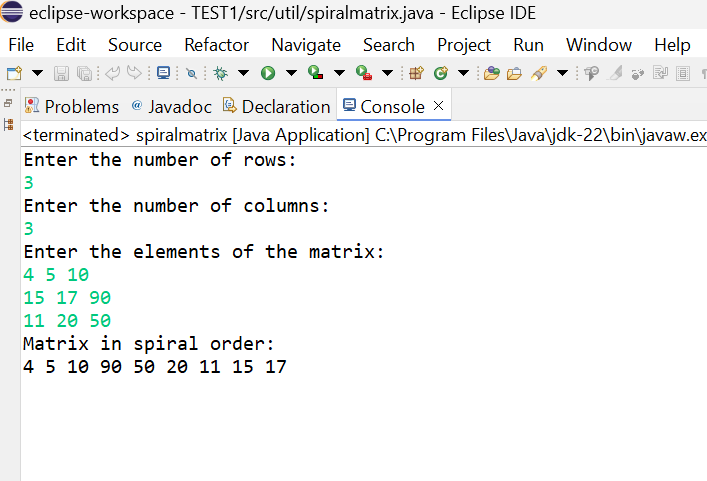 eclipse-workspace - TEST1/src/util/spiralmatrix.java - Eclipse IDE
File Edit Source Refactor Navigate Search Project Run Window Help
Problems @ Javadoc Declaration Console ×
<terminated> spiralmatrix [Java Application] C:\Program Files\Java\jdk-22\bin\javaw.ex
Enter the number of rows:
3
Enter the number of columns:
3
Enter the elements of the matrix:
4 5 10
15 17 90
11 20 50
Matrix in spiral order:
4 5 10 90 50 20 11 15 17